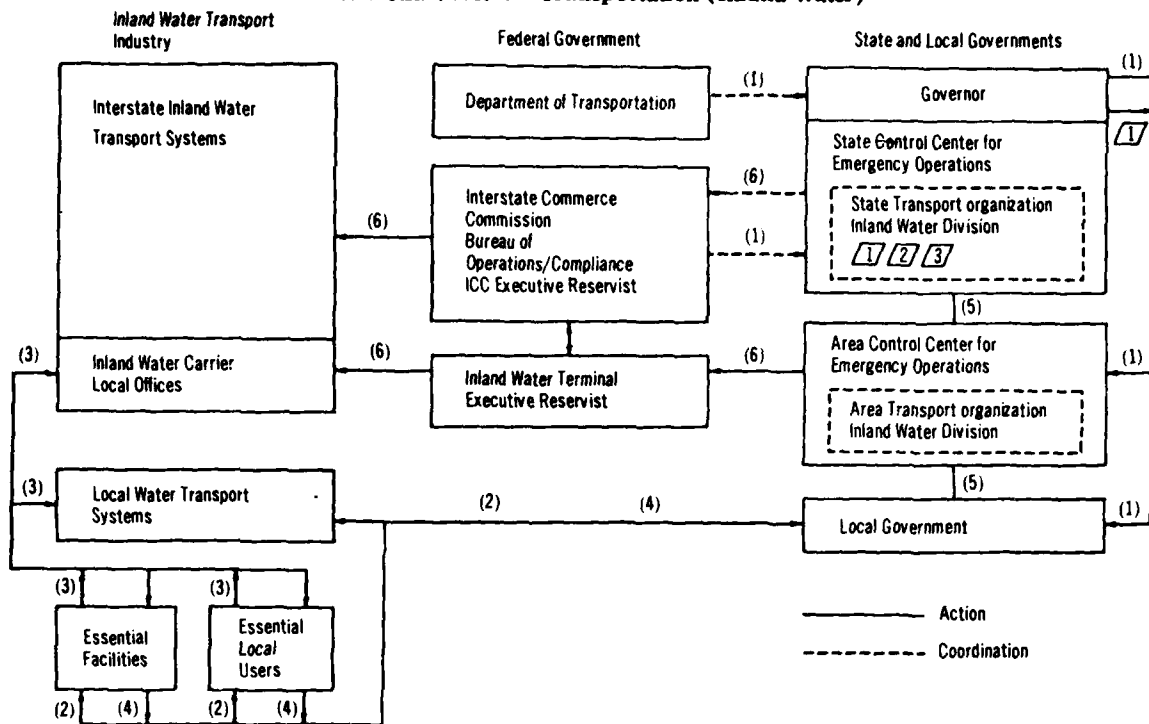 Transportation (Inland Water)
Inland Water Transport
Industry
Federal Government
State and Local Governments
(1)
Interstate Inland Water
Transport Systems
Department of Transportation
(1)
Governor
1
State Control Center for
Emergency Operations
(6)
State Transport organization
Inland Water Division
1 2 3
Interstate Commerce
Commission
Bureau of
Operations/Compliance
ICC Executive Reservist
(6)
(1)
(5)
(3)
Inland Water Carrier
Local Offices
(6)
Inland Water Terminal
Executive Reservist
(6)
Area Control Center for
Emergency Operations
(1)
Area Transport organization
Inland Water Division
(5)
(3)
Local Water Transport
Systems
(2)
(4)
Local Government
(1)
(3)
(3)
Essential
Facilities
Essential
Local
Users
(2)
(4)
(2)
(4)
Action
Coordination